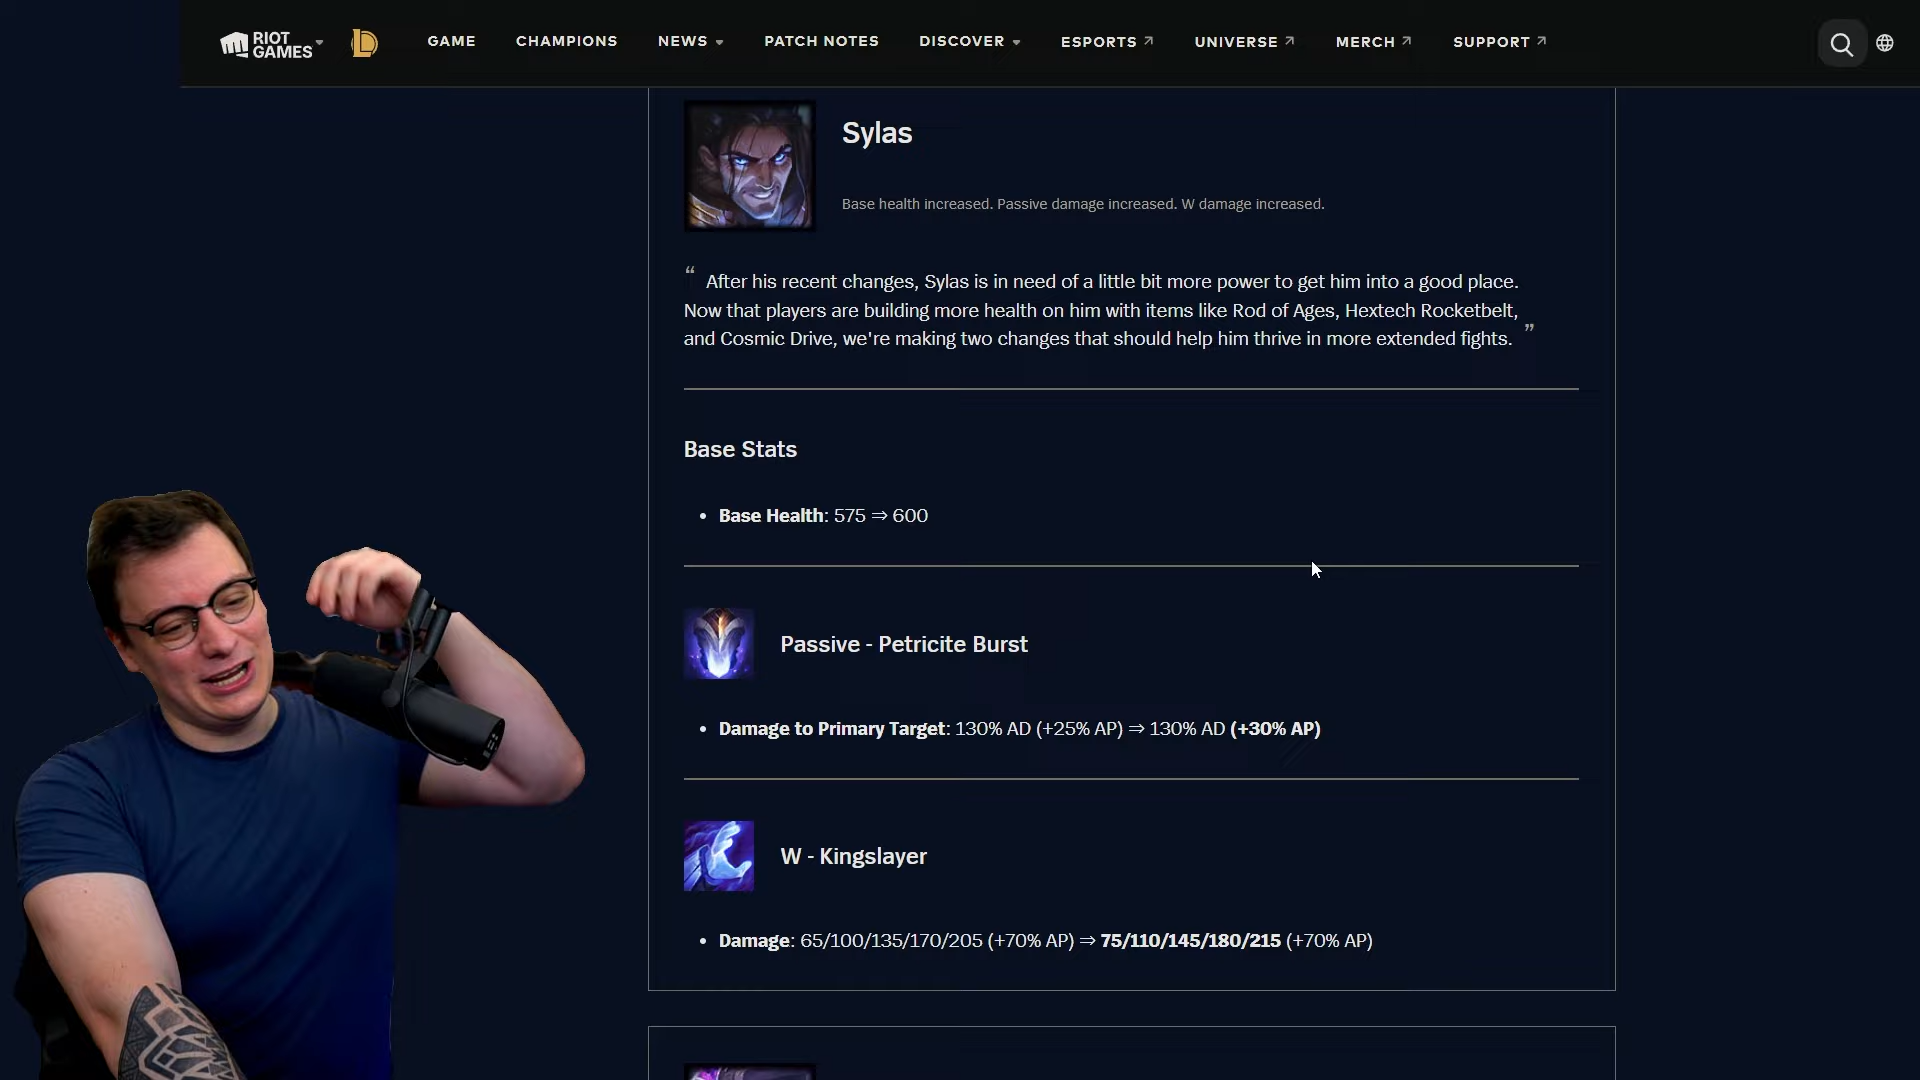 RIOT GAMES
GAME CHAMPIONS NEWS PATCH NOTES DISCOVER ESPORTS UNIVERSE MERCH SUPPORT
Sylas
Base health increased. Passive damage increased. W damage increased.
“ After his recent changes, Sylas is in need of a little bit more power to get him into a good place.
Now that players are building more health on him with items like Rod of Ages, Hextech Rocketbelt,
and Cosmic Drive, we're making two changes that should help him thrive in more extended fights. ”
Base Stats
• Base Health: 575 ⇒ 600
Passive - Petricite Burst
• Damage to Primary Target: 130% AD (+25% AP) ⇒ 130% AD (+30% AP)
W - Kingslayer
• Damage: 65/100/135/170/205 (+70% AP) ⇒ 75/110/145/180/215 (+70% AP)